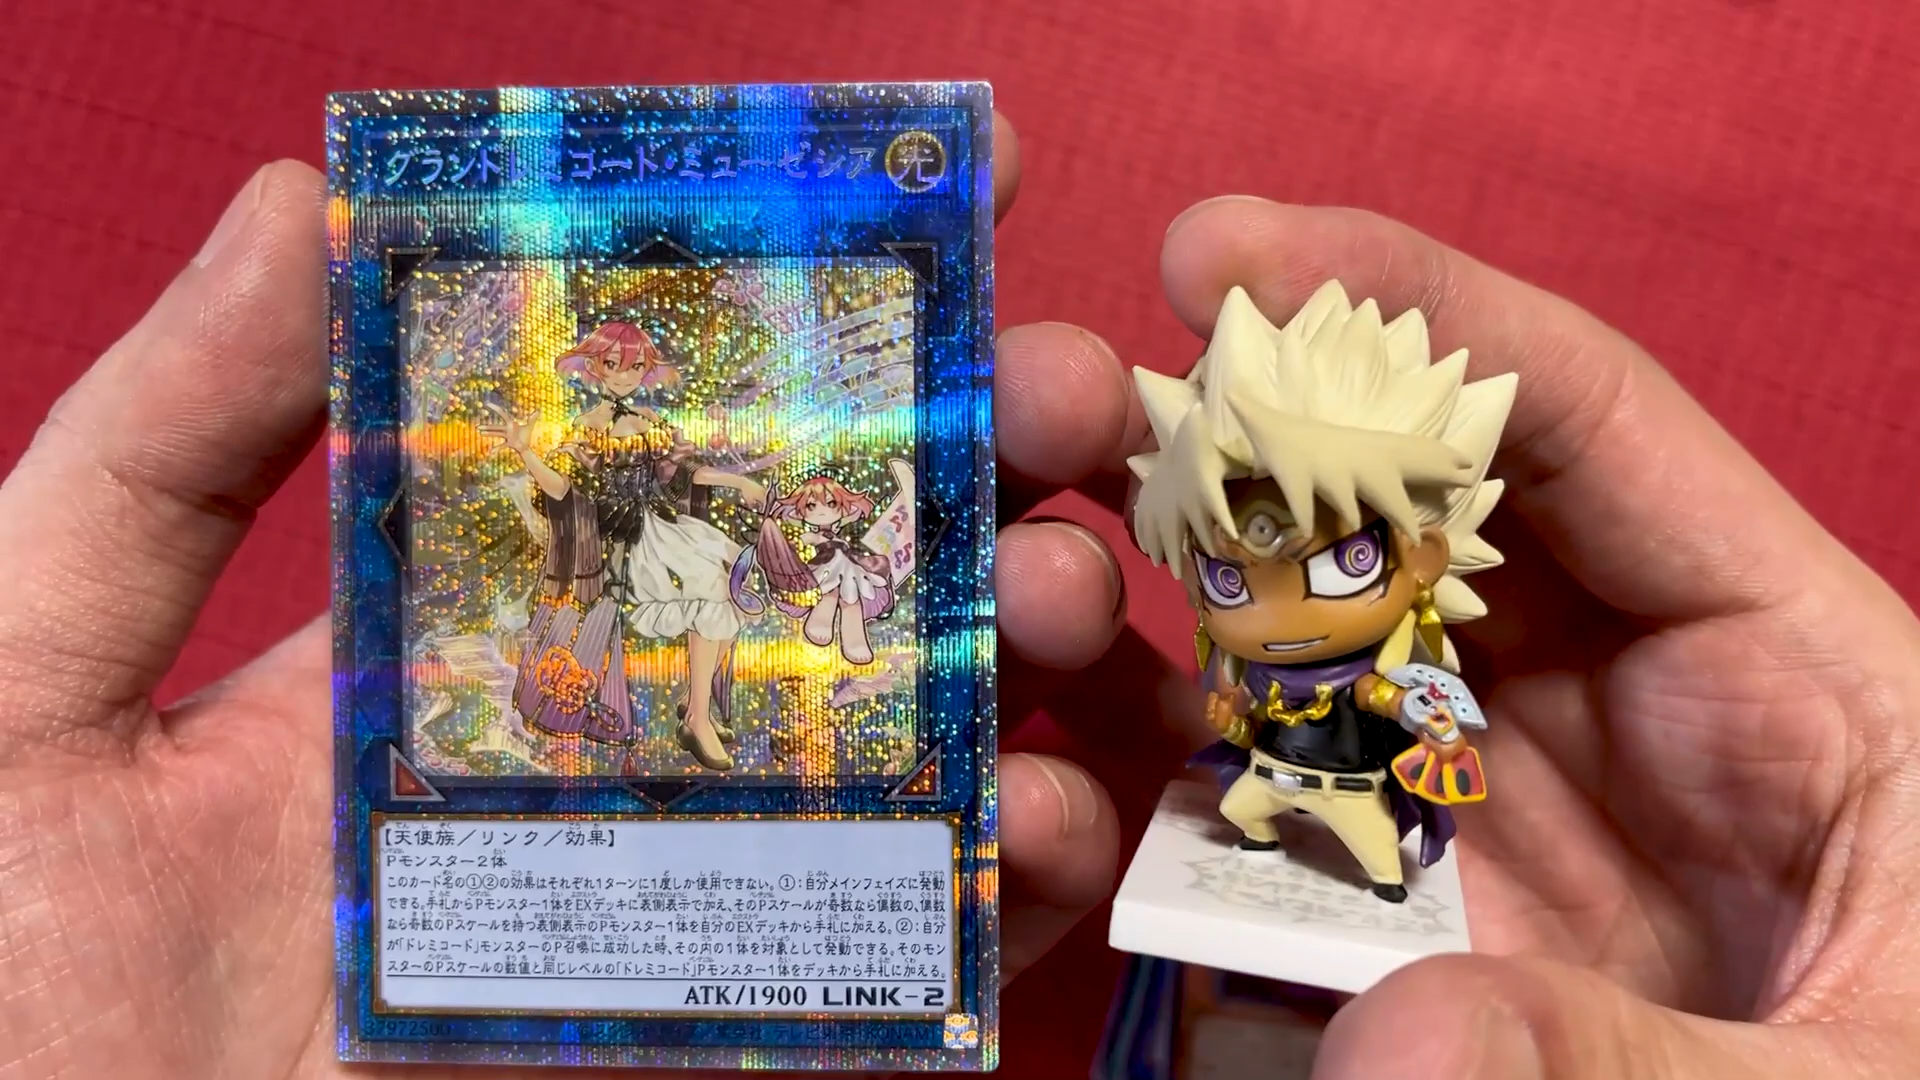 グランドレミコード・ミューゼシア
光
【天使族／リンク／効果】
Pモンスター2体
このカード名の①②の効果はそれぞれ1ターンに1度しか使用できない。①：自分メインフェイズに発動
できる。手札からPモンスター1体をEXデッキに表側表示で加え、そのPスケールが奇数なら偶数の、偶数
なら奇数のPスケールを持つ表側表示のPモンスター1体を自分のEXデッキから手札に加える。②：自分
が「ドレミコード」モンスターのP召喚に成功した時、その内の1体を対象として発動できる。そのモン
スターのPスケールの数値と同じレベルの「ドレミコード」Pモンスター1体をデッキから手札に加える。
ATK/1900 LINK-2
37972500